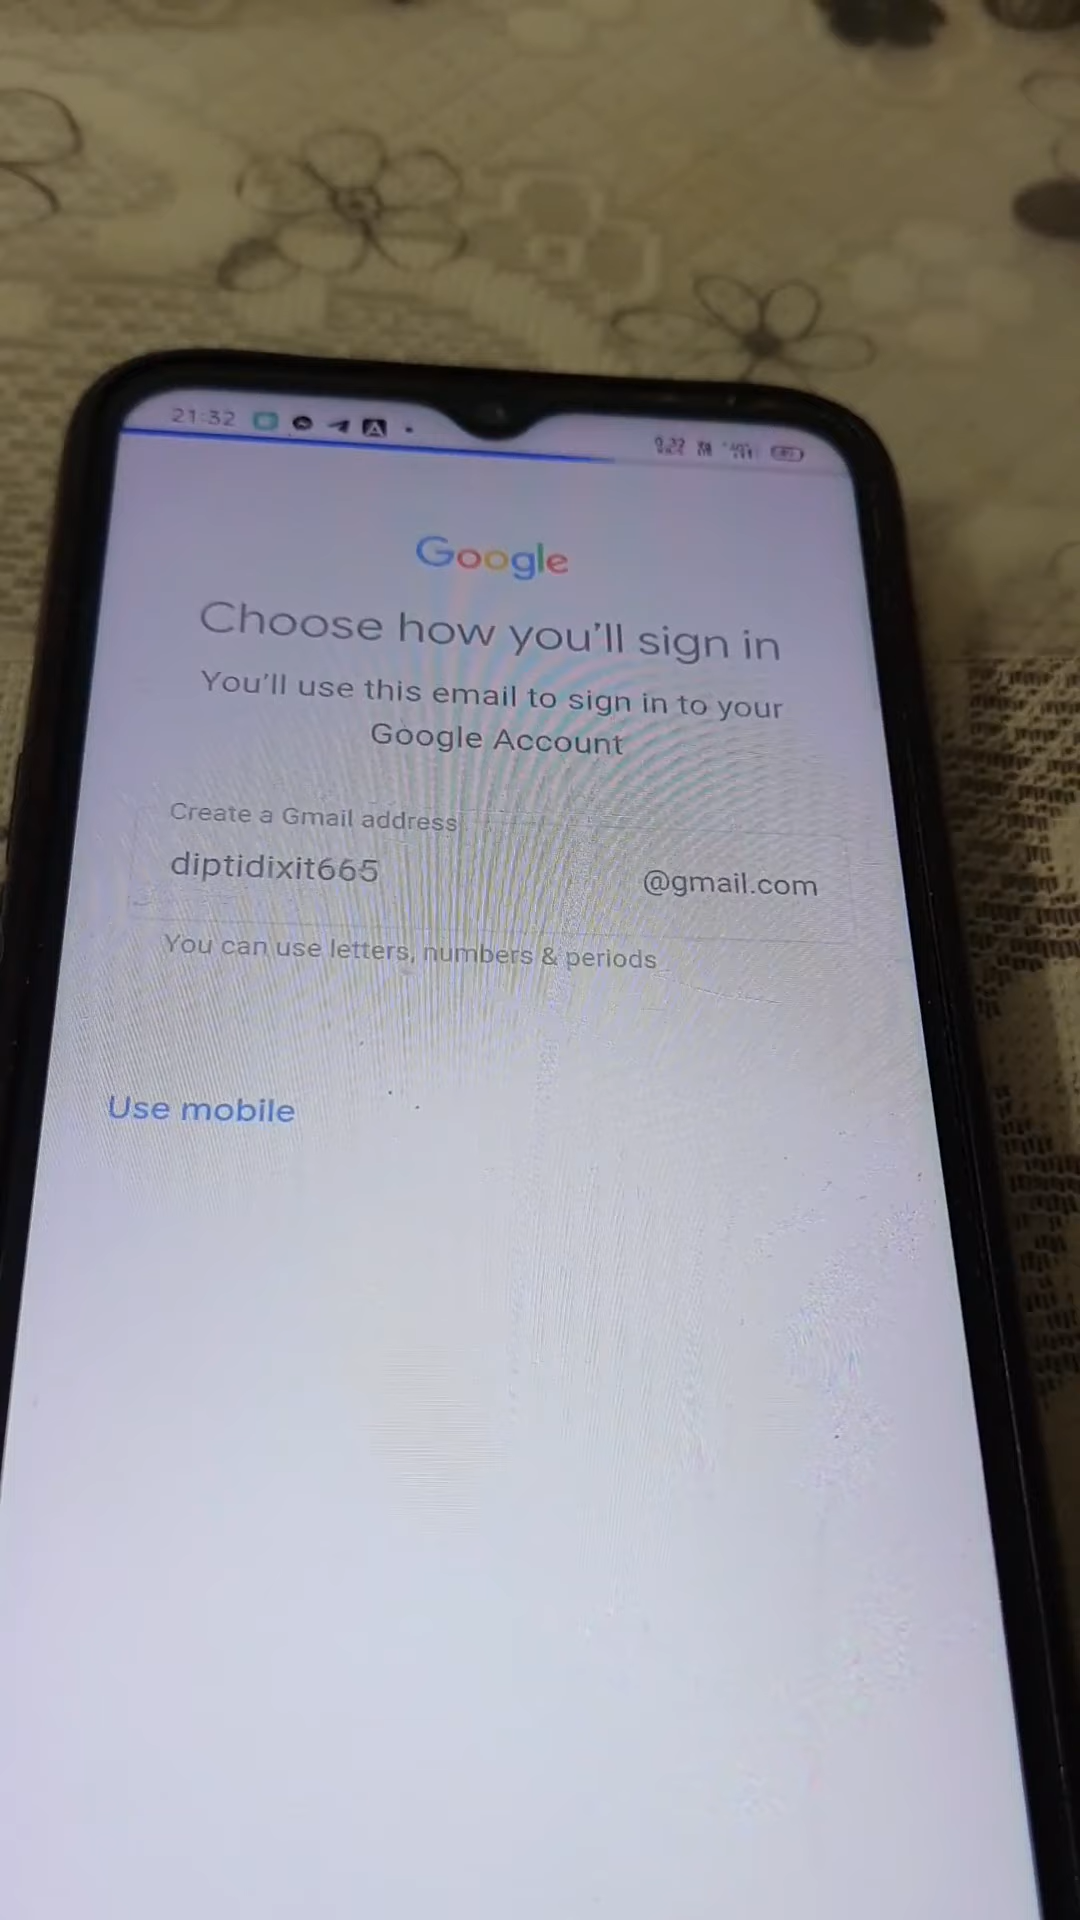 21:32
Google
Choose how you'll sign in
You'll use this email to sign in to your
Google Account
Create a Gmail address
diptidixit665
@gmail.com
You can use letters, numbers & periods
Use mobile